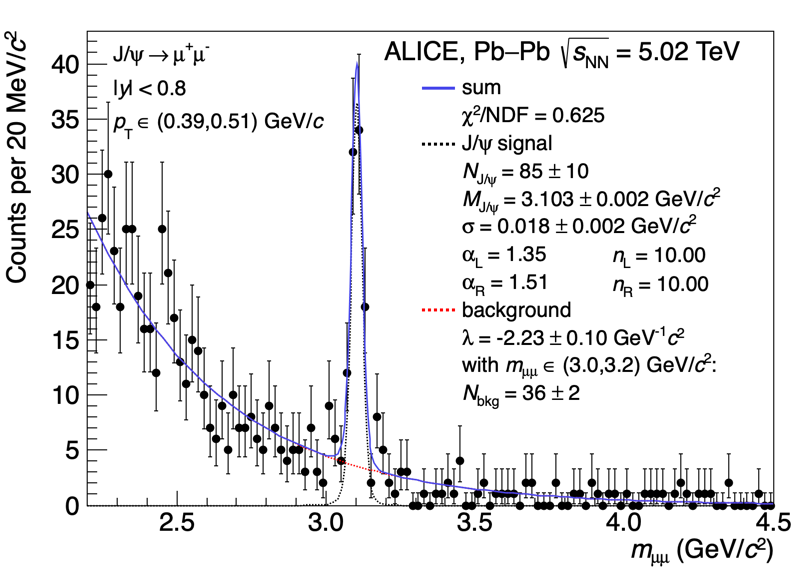 J/ψ → μ⁺μ⁻
|y| < 0.8
p_T ∈ (0.39,0.51) GeV/c
ALICE, Pb–Pb √s_NN = 5.02 TeV
sum
χ²/NDF = 0.625
J/ψ signal
N_J/ψ = 85 ± 10
M_J/ψ = 3.103 ± 0.002 GeV/c²
σ = 0.018 ± 0.002 GeV/c²
α_L = 1.35 n_L = 10.00
α_R = 1.51 n_R = 10.00
background
λ = -2.23 ± 0.10 GeV⁻¹c²
with m_μμ ∈ (3.0,3.2) GeV/c²:
N_bkg = 36 ± 2
Counts per 20 MeV/c²
40
35
30
25
20
15
10
5
0
2.5 3.0 3.5 4.0 4.5
m_μμ (GeV/c²)